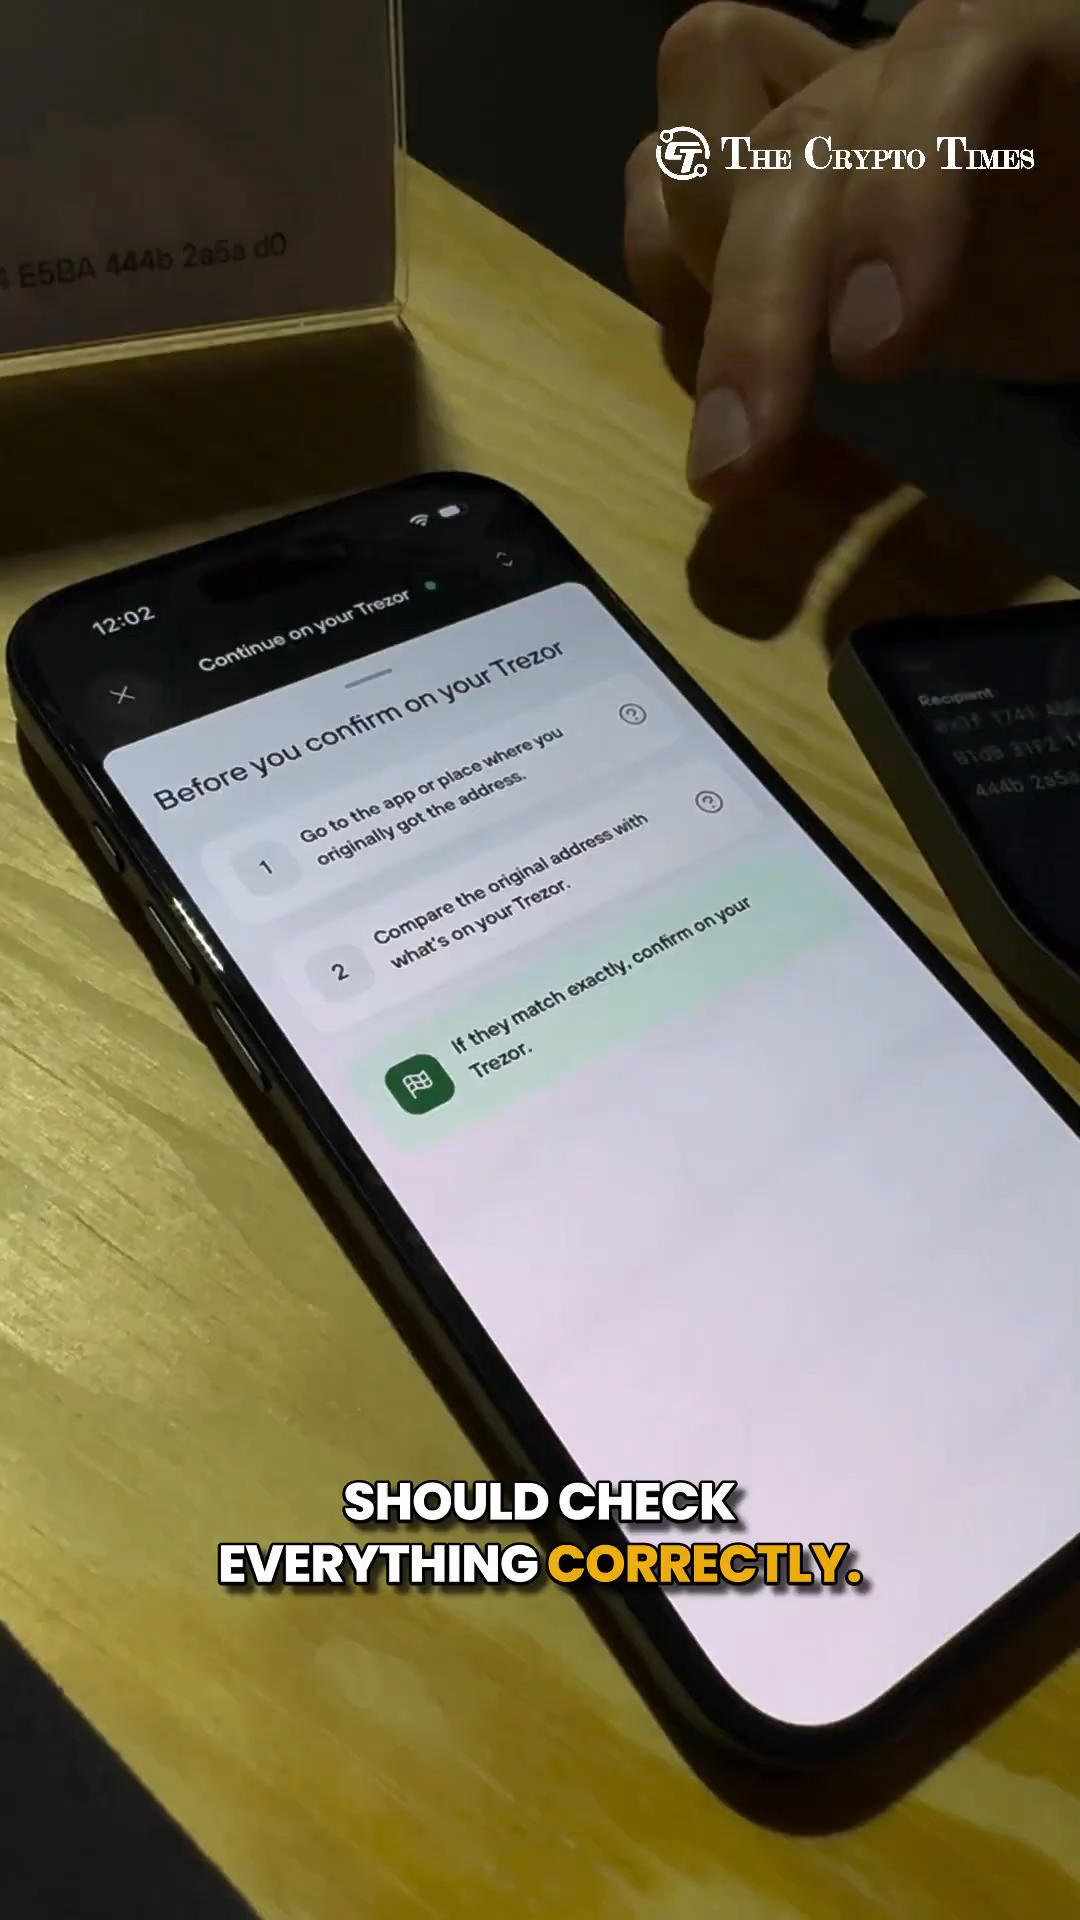 THE CRYPTO TIMES
E5BA 444b 2a5a d0
12:02
Continue on your Trezor
Before you confirm on your Trezor
1
Go to the app or place where you
originally got the address.
2
Compare the original address with
what's on your Trezor.
If they match exactly, confirm on your
Trezor.
Recipient
1741
31F2
444b 2a5a
SHOULD CHECK
EVERYTHING CORRECTLY.